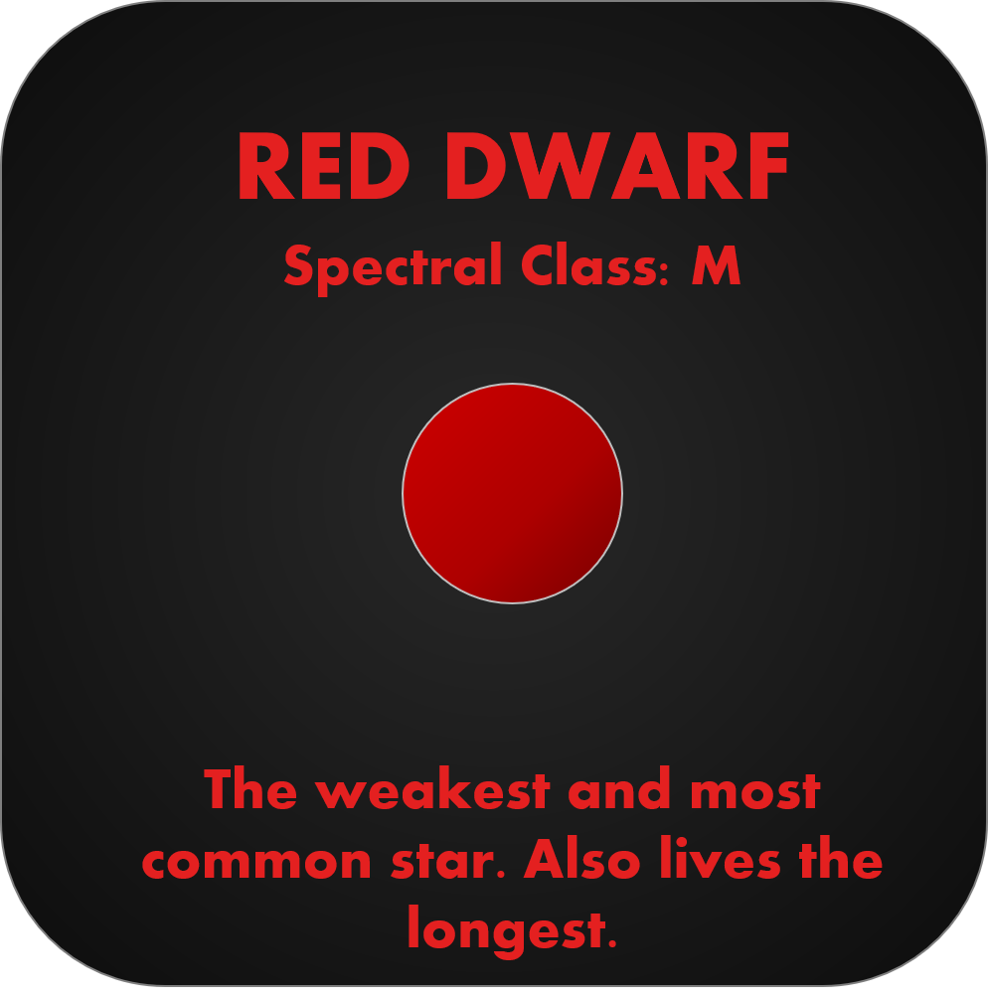 RED DWARF
Spectral Class: M
The weakest and most
common star. Also lives the
longest.